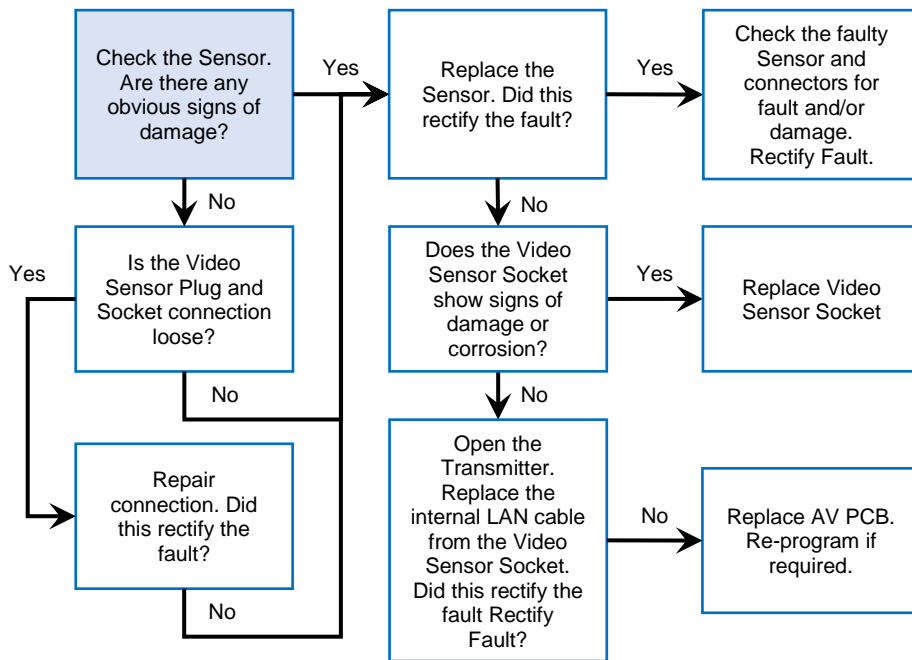 Check the Sensor.
Are there any
obvious signs of
damage?
Yes
Replace the
Sensor. Did this
rectify the fault?
Yes
Check the faulty
Sensor and
connectors for
fault and/or
damage.
Rectify Fault.
No
No
Yes
Is the Video
Sensor Plug and
Socket connection
loose?
Does the Video
Sensor Socket
show signs of
damage or
corrosion?
Yes
Replace Video
Sensor Socket
No
No
Repair
connection. Did
this rectify the
fault?
No
Open the
Transmitter.
Replace the
internal LAN cable
from the Video
Sensor Socket.
Did this rectify the
fault Rectify
Fault?
No
Replace AV PCB.
Re-program if
required.